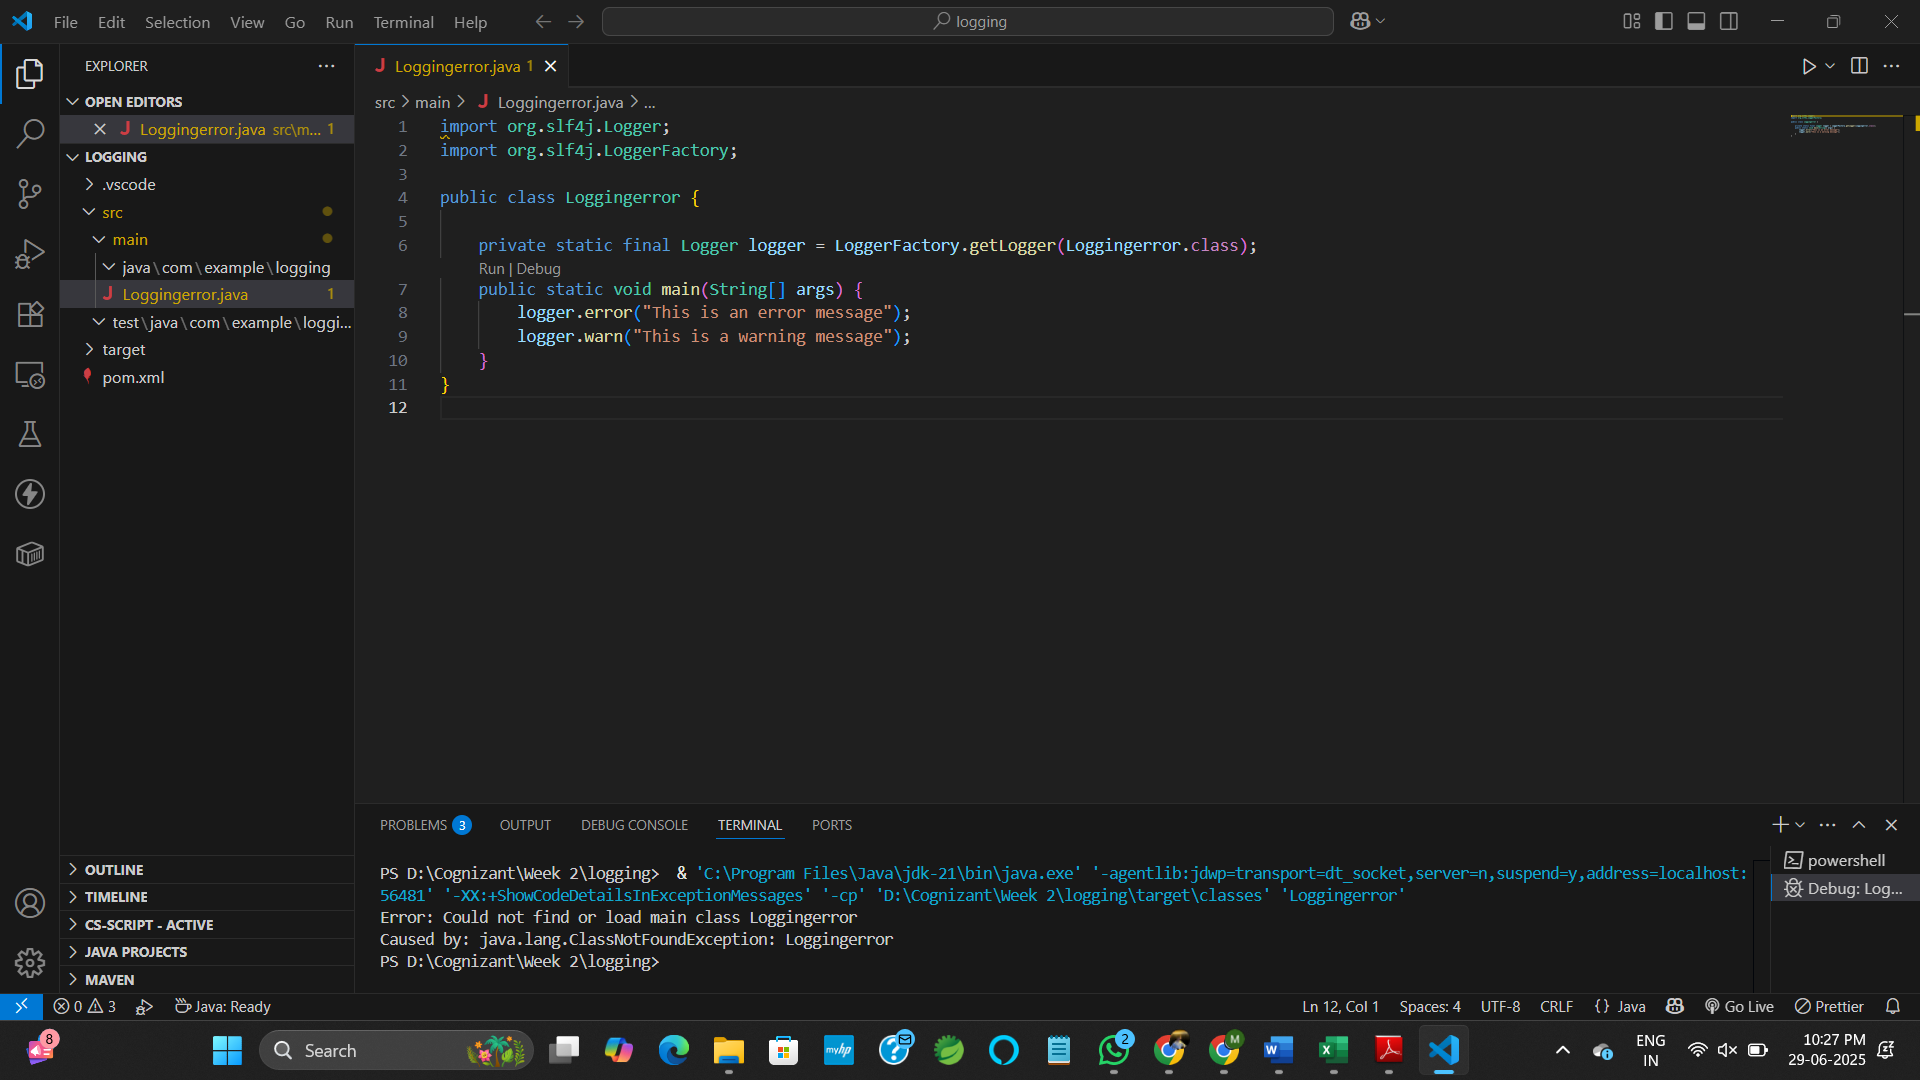 File Edit Selection View Go Run Terminal Help
logging
EXPLORER
OPEN EDITORS
Loggingerror.java src\m... 1
LOGGING
.vscode
src
main
java\com\example\logging
Loggingerror.java 1
test\java\com\example\loggi...
target
pom.xml
OUTLINE
TIMELINE
CS-SCRIPT - ACTIVE
JAVA PROJECTS
MAVEN
Loggingerror.java 1
src > main > Loggingerror.java > ...
1 import org.slf4j.Logger;
2 import org.slf4j.LoggerFactory;
3
4 public class Loggingerror {
5
6 private static final Logger logger = LoggerFactory.getLogger(Loggingerror.class);
Run | Debug
7 public static void main(String[] args) {
8 logger.error("This is an error message");
9 logger.warn("This is a warning message");
10 }
11 }
12
PROBLEMS 3 OUTPUT DEBUG CONSOLE TERMINAL PORTS
PS D:\Cognizant\Week 2\logging> & 'C:\Program Files\Java\jdk-21\bin\java.exe' '-agentlib:jdwp=transport=dt_socket,server=n,suspend=y,address=localhost:
56481' '-XX:+ShowCodeDetailsInExceptionMessages' '-cp' 'D:\Cognizant\Week 2\logging\target\classes' 'Loggingerror'
Error: Could not find or load main class Loggingerror
Caused by: java.lang.ClassNotFoundException: Loggingerror
PS D:\Cognizant\Week 2\logging>
powershell
Debug: Log...
0 3 Java: Ready
Ln 12, Col 1 Spaces: 4 UTF-8 CRLF {} Java Go Live Prettier
8
Search
myhp
2
M
W
X
ENG
IN
10:27 PM
29-06-2025